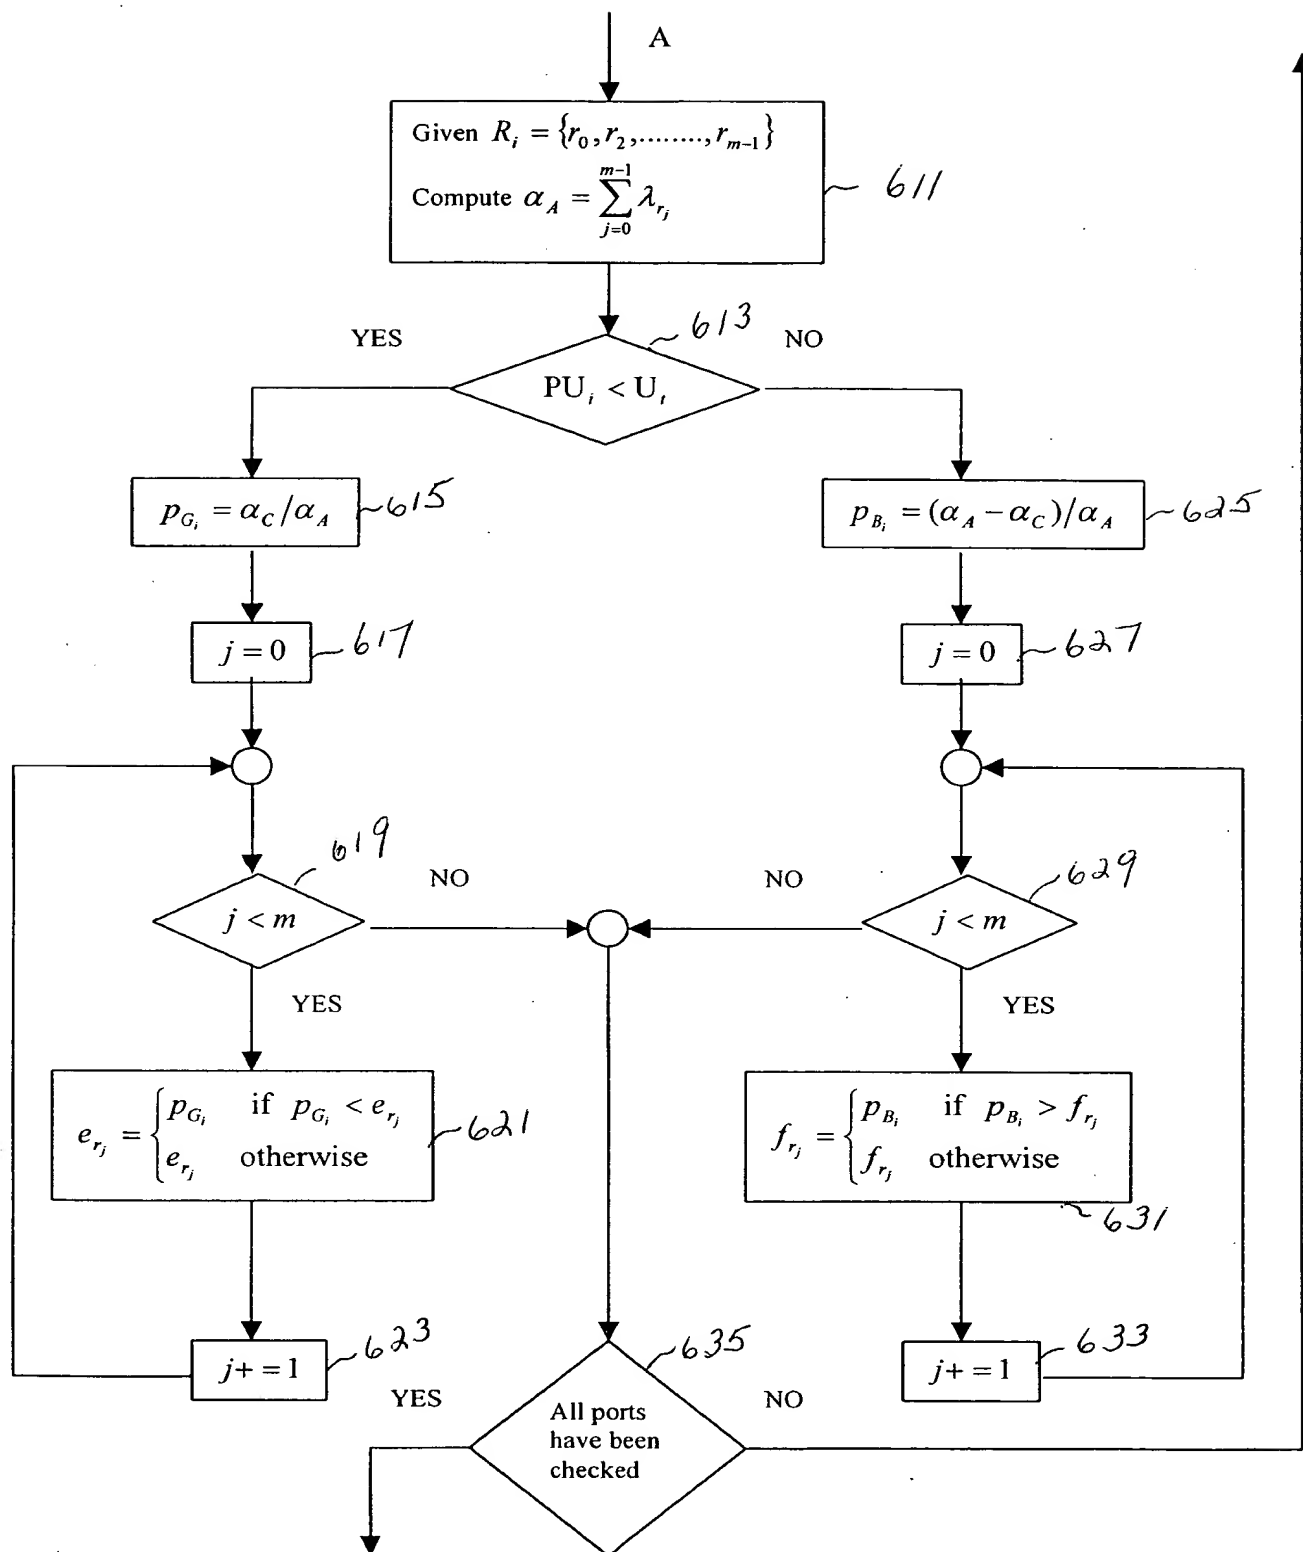 A
Given R_i = {r_0, r_2, ........, r_{m-1}}
Compute α_A = \sum_{j=0}^{m-1} λ_{r_j}
611
613
YES
NO
PU_i < U_t
p_{G_i} = α_C/α_A
615
p_{B_i} = (α_A − α_C)/α_A
625
j = 0
617
j = 0
627
619
629
NO
NO
j < m
j < m
YES
YES
e_{r_j} = { p_{G_i} if p_{G_i} < e_{r_j}
e_{r_j} otherwise
621
f_{r_j} = { p_{B_i} if p_{B_i} > f_{r_j}
f_{r_j} otherwise
631
j+ = 1
623
j+ = 1
633
635
YES
NO
All ports
have been
checked